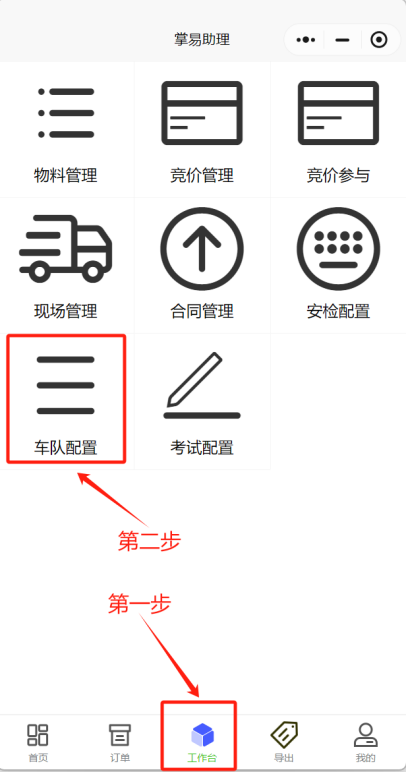 掌易助理
物料管理 竞价管理 竞价参与
现场管理 合同管理 安检配置
车队配置 考试配置
第二步
第一步
首页 订单 工作台 导出 我的